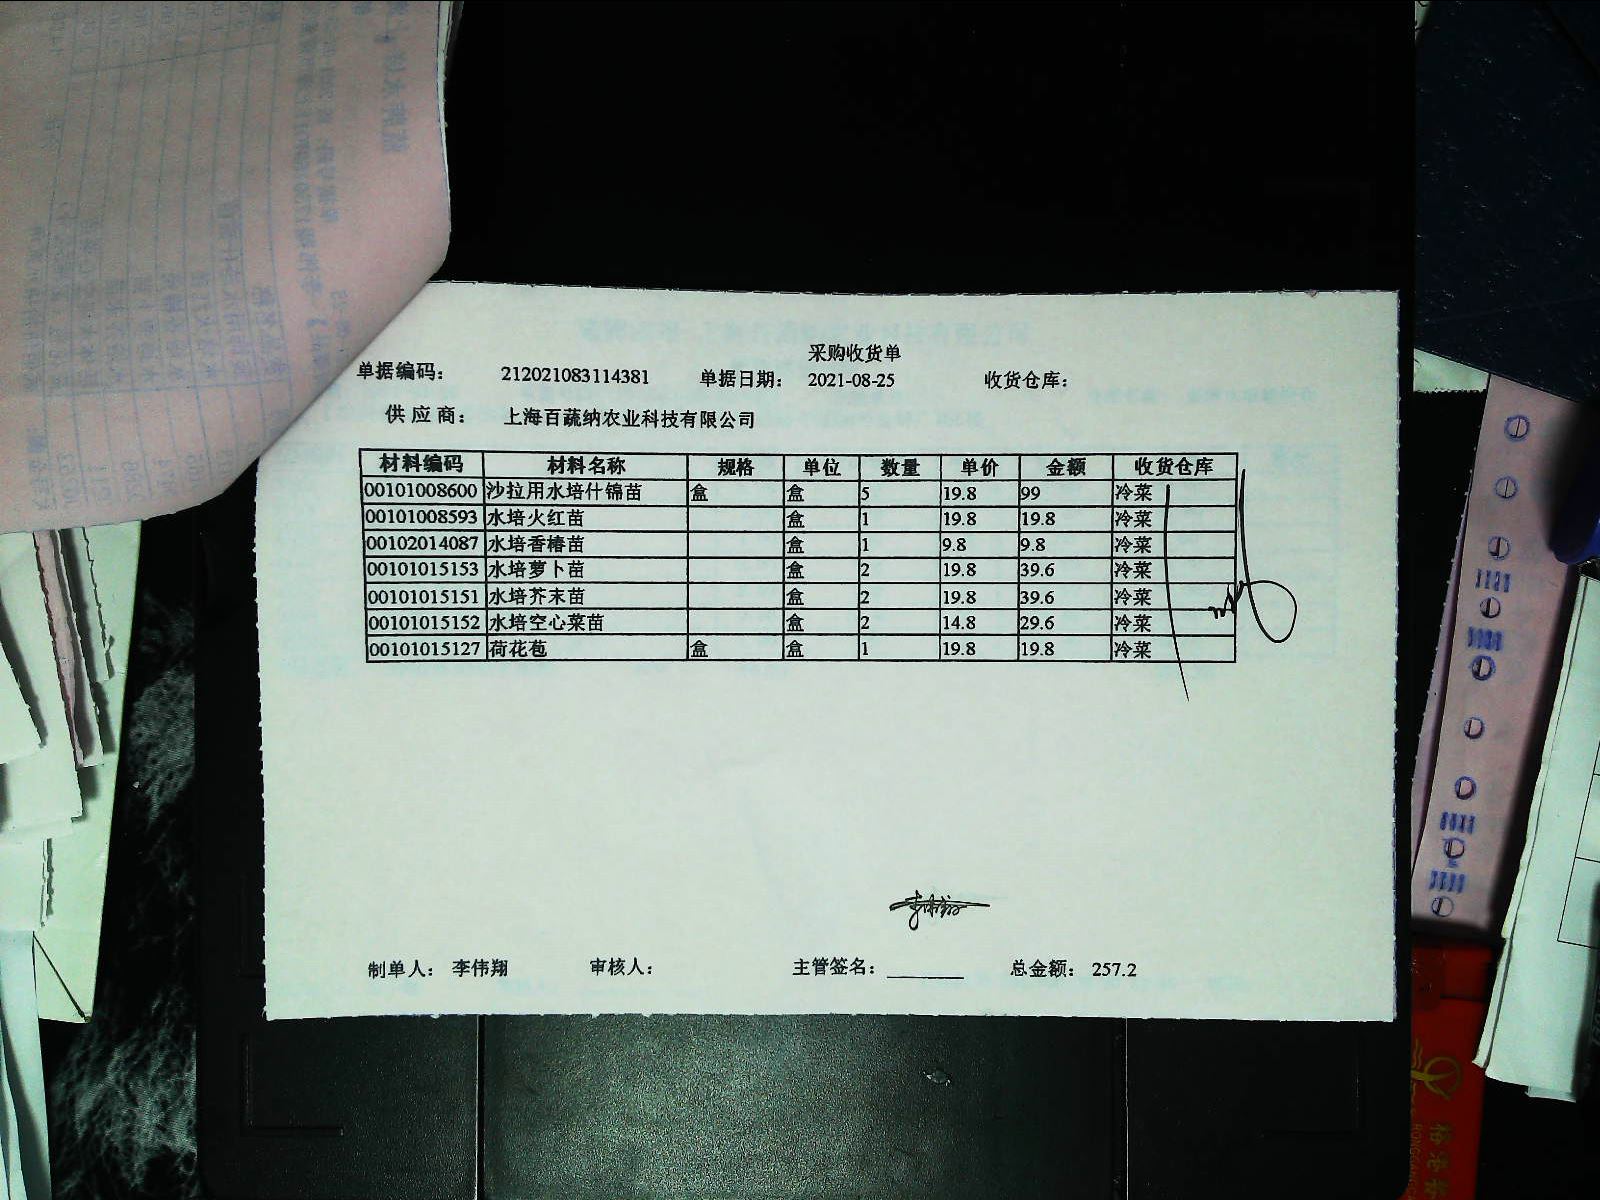 采购收货单
单据编码： 212021083114381 单据日期： 2021-08-25 收货仓库：
供 应 商： 上海百蔬纳农业科技有限公司
材料编码 材料名称 规格 单位 数量 单价 金额 收货仓库
00101008600 沙拉用水培什锦苗 盒 盒 5 19.8 99 冷菜
00101008593 水培火红苗 盒 1 19.8 19.8 冷菜
00102014087 水培香椿苗 盒 1 9.8 9.8 冷菜
00101015153 水培萝卜苗 盒 2 19.8 39.6 冷菜
00101015151 水培芥末苗 盒 2 19.8 39.6 冷菜
00101015152 水培空心菜苗 盒 2 14.8 29.6 冷菜
00101015127 荷花苞 盒 盒 1 19.8 19.8 冷菜
制单人： 李伟翔 审核人： 主管签名： 总金额： 257.2